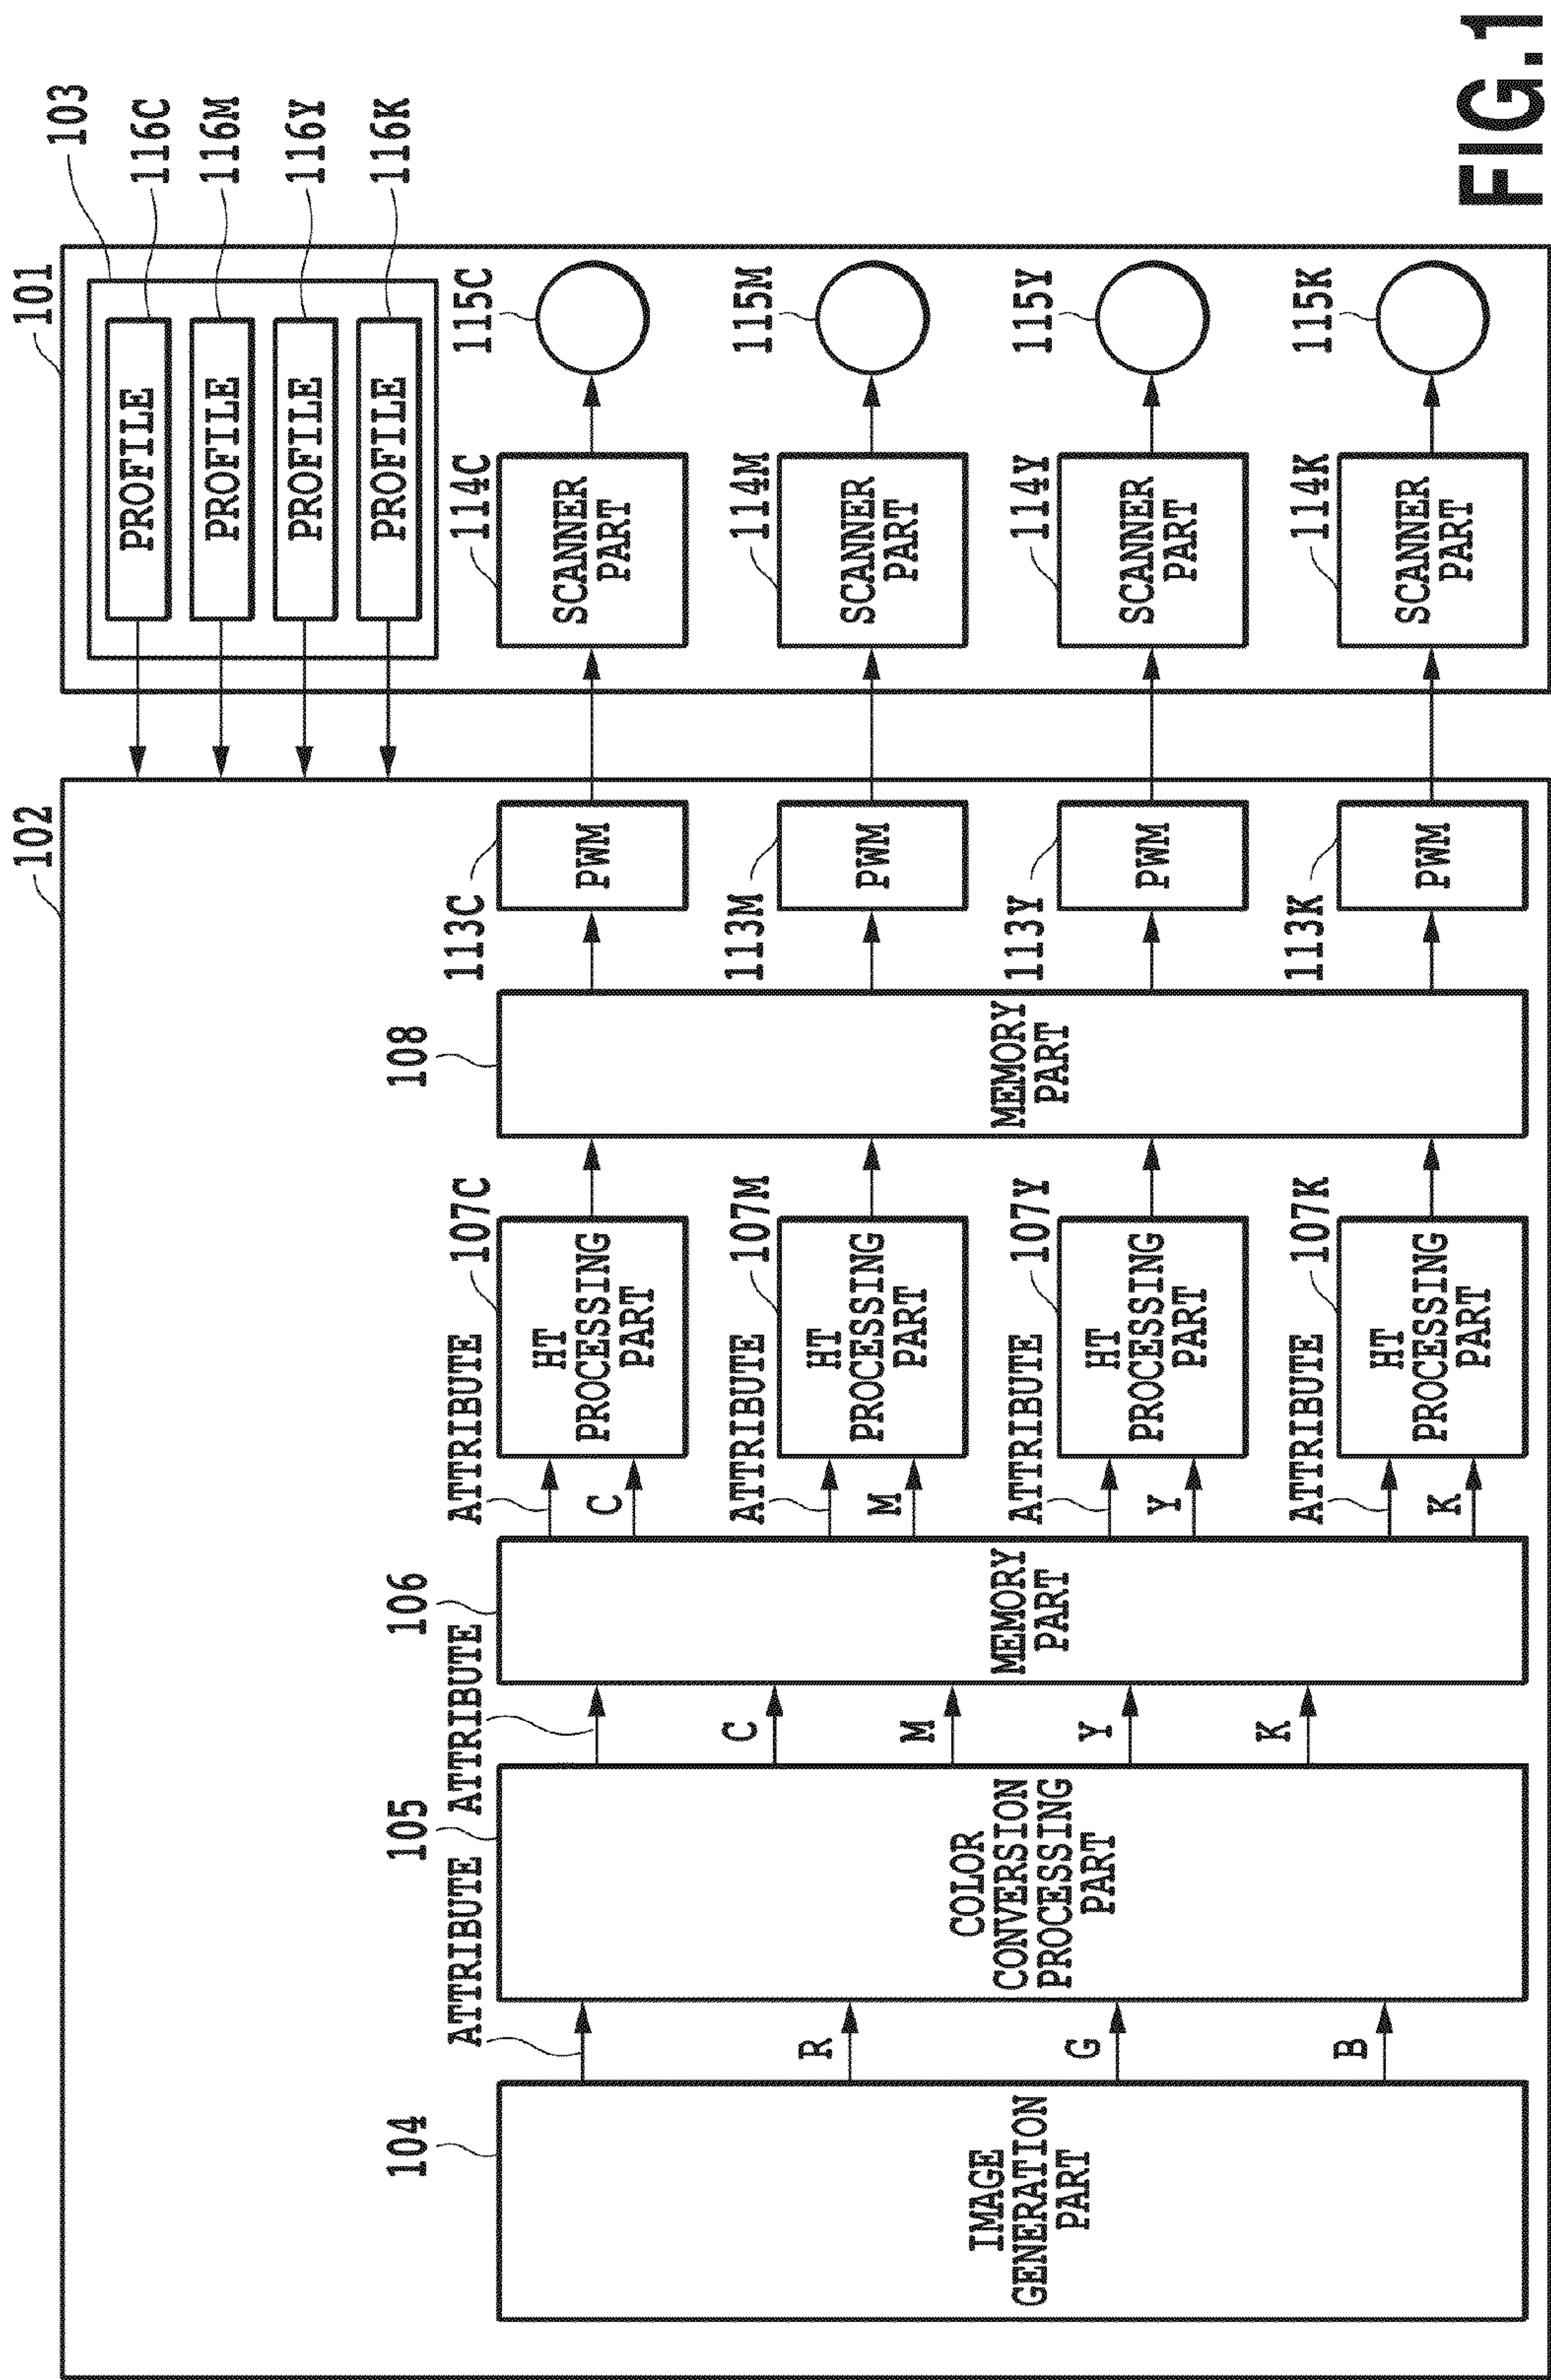 102
101
103
PROFILE
116C
PROFILE
116M
PROFILE
116Y
PROFILE
116K
104
IMAGE
GENERATION
PART
ATTRIBUTE
R
G
B
105
COLOR
CONVERSION
PROCESSING
PART
ATTRIBUTE
C
M
Y
K
106
MEMORY
PART
ATTRIBUTE
C
107C
HT
PROCESSING
PART
ATTRIBUTE
M
107M
HT
PROCESSING
PART
ATTRIBUTE
Y
107Y
HT
PROCESSING
PART
ATTRIBUTE
K
107K
HT
PROCESSING
PART
108
MEMORY
PART
113C
PWM
113M
PWM
113Y
PWM
113K
PWM
114C
SCANNER
PART
114M
SCANNER
PART
114Y
SCANNER
PART
114K
SCANNER
PART
115C
115M
115Y
115K
FIG.1